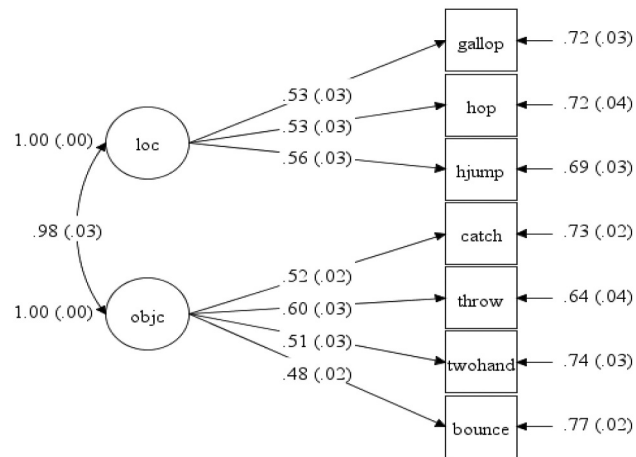 gallop
.72 (.03)
.53 (.03)
hop
.72 (.04)
1.00 (.00)
loc
.53 (.03)
.56 (.03)
hjump
.69 (.03)
.98 (.03)
catch
.73 (.02)
.52 (.02)
1.00 (.00)
objc
.60 (.03)
throw
.64 (.04)
.51 (.03)
twohand
.74 (.03)
.48 (.02)
bounce
.77 (.02)